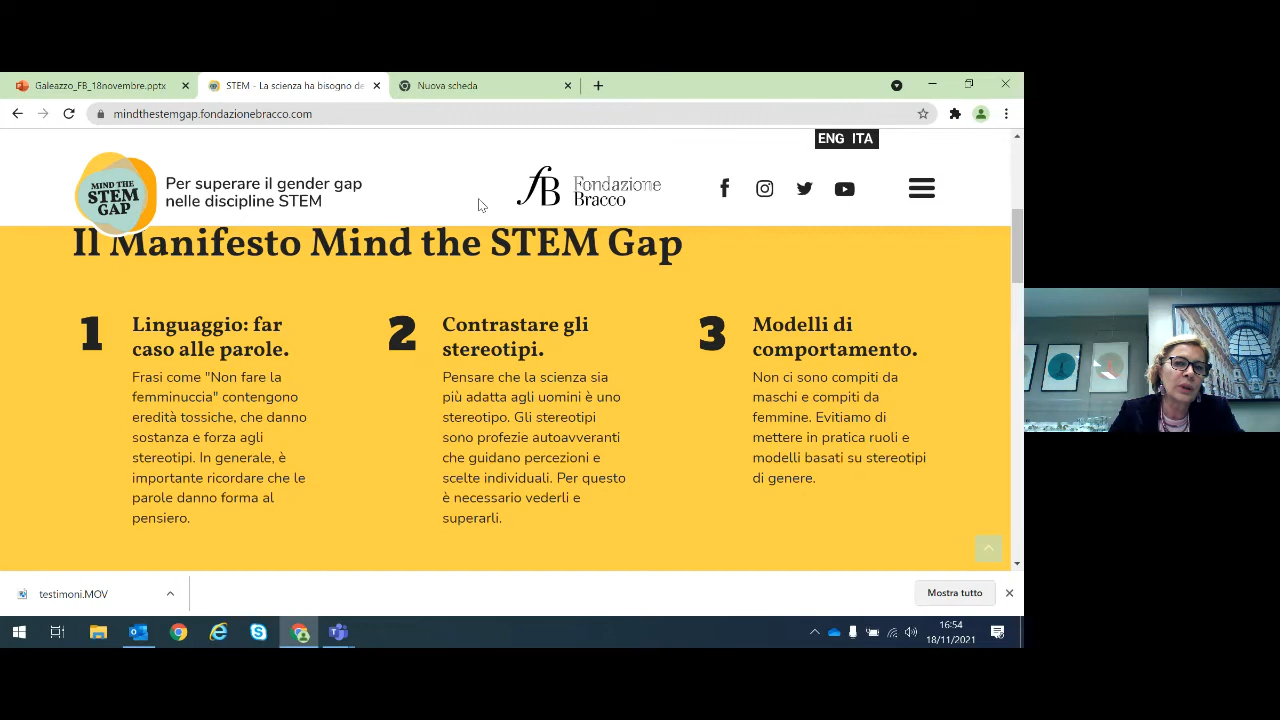 Galeazzo_FB_18novembre.pptx
STEM - La scienza ha bisogno de
Nuova scheda
mindthestemgap.fondazionebracco.com
ENG ITA
MIND THE
STEM
GAP
Per superare il gender gap
nelle discipline STEM
fB
Fondazione
Bracco
Il Manifesto Mind the STEM Gap
1
Linguaggio: far
caso alle parole.
Frasi come "Non fare la
femminuccia" contengono
eredità tossiche, che danno
sostanza e forza agli
stereotipi. In generale, è
importante ricordare che le
parole danno forma al
pensiero.
2
Contrastare gli
stereotipi.
Pensare che la scienza sia
più adatta agli uomini è uno
stereotipo. Gli stereotipi
sono profezie autoavveranti
che guidano percezioni e
scelte individuali. Per questo
è necessario vederli e
superarli.
3
Modelli di
comportamento.
Non ci sono compiti da
maschi e compiti da
femmine. Evitiamo di
mettere in pratica ruoli e
modelli basati su stereotipi
di genere.
testimoni.MOV
Mostra tutto
16:54
18/11/2021